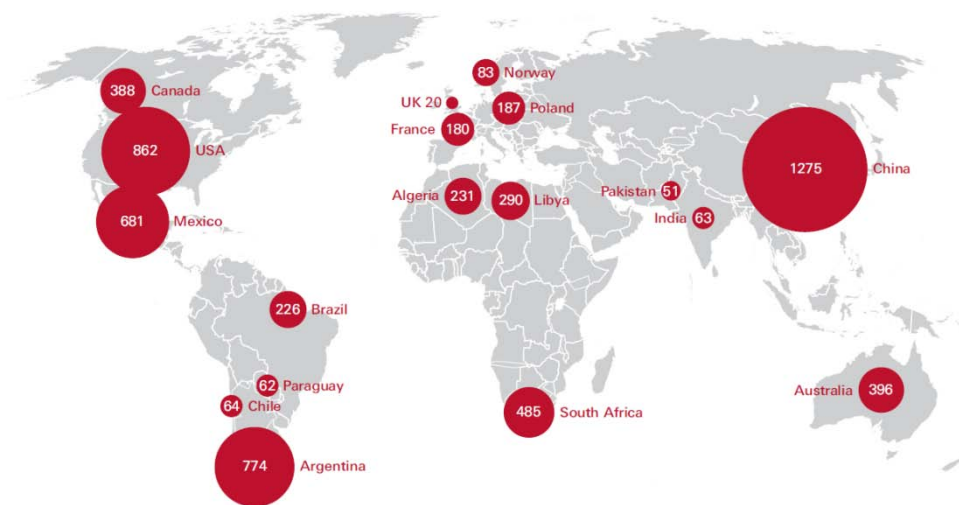 388 Canada
862 USA
681 Mexico
226 Brazil
62 Paraguay
64 Chile
774 Argentina
83 Norway
UK 20
187 Poland
France 180
Algeria 231
290 Libya
485 South Africa
Pakistan 51
India 63
1275 China
Australia 396